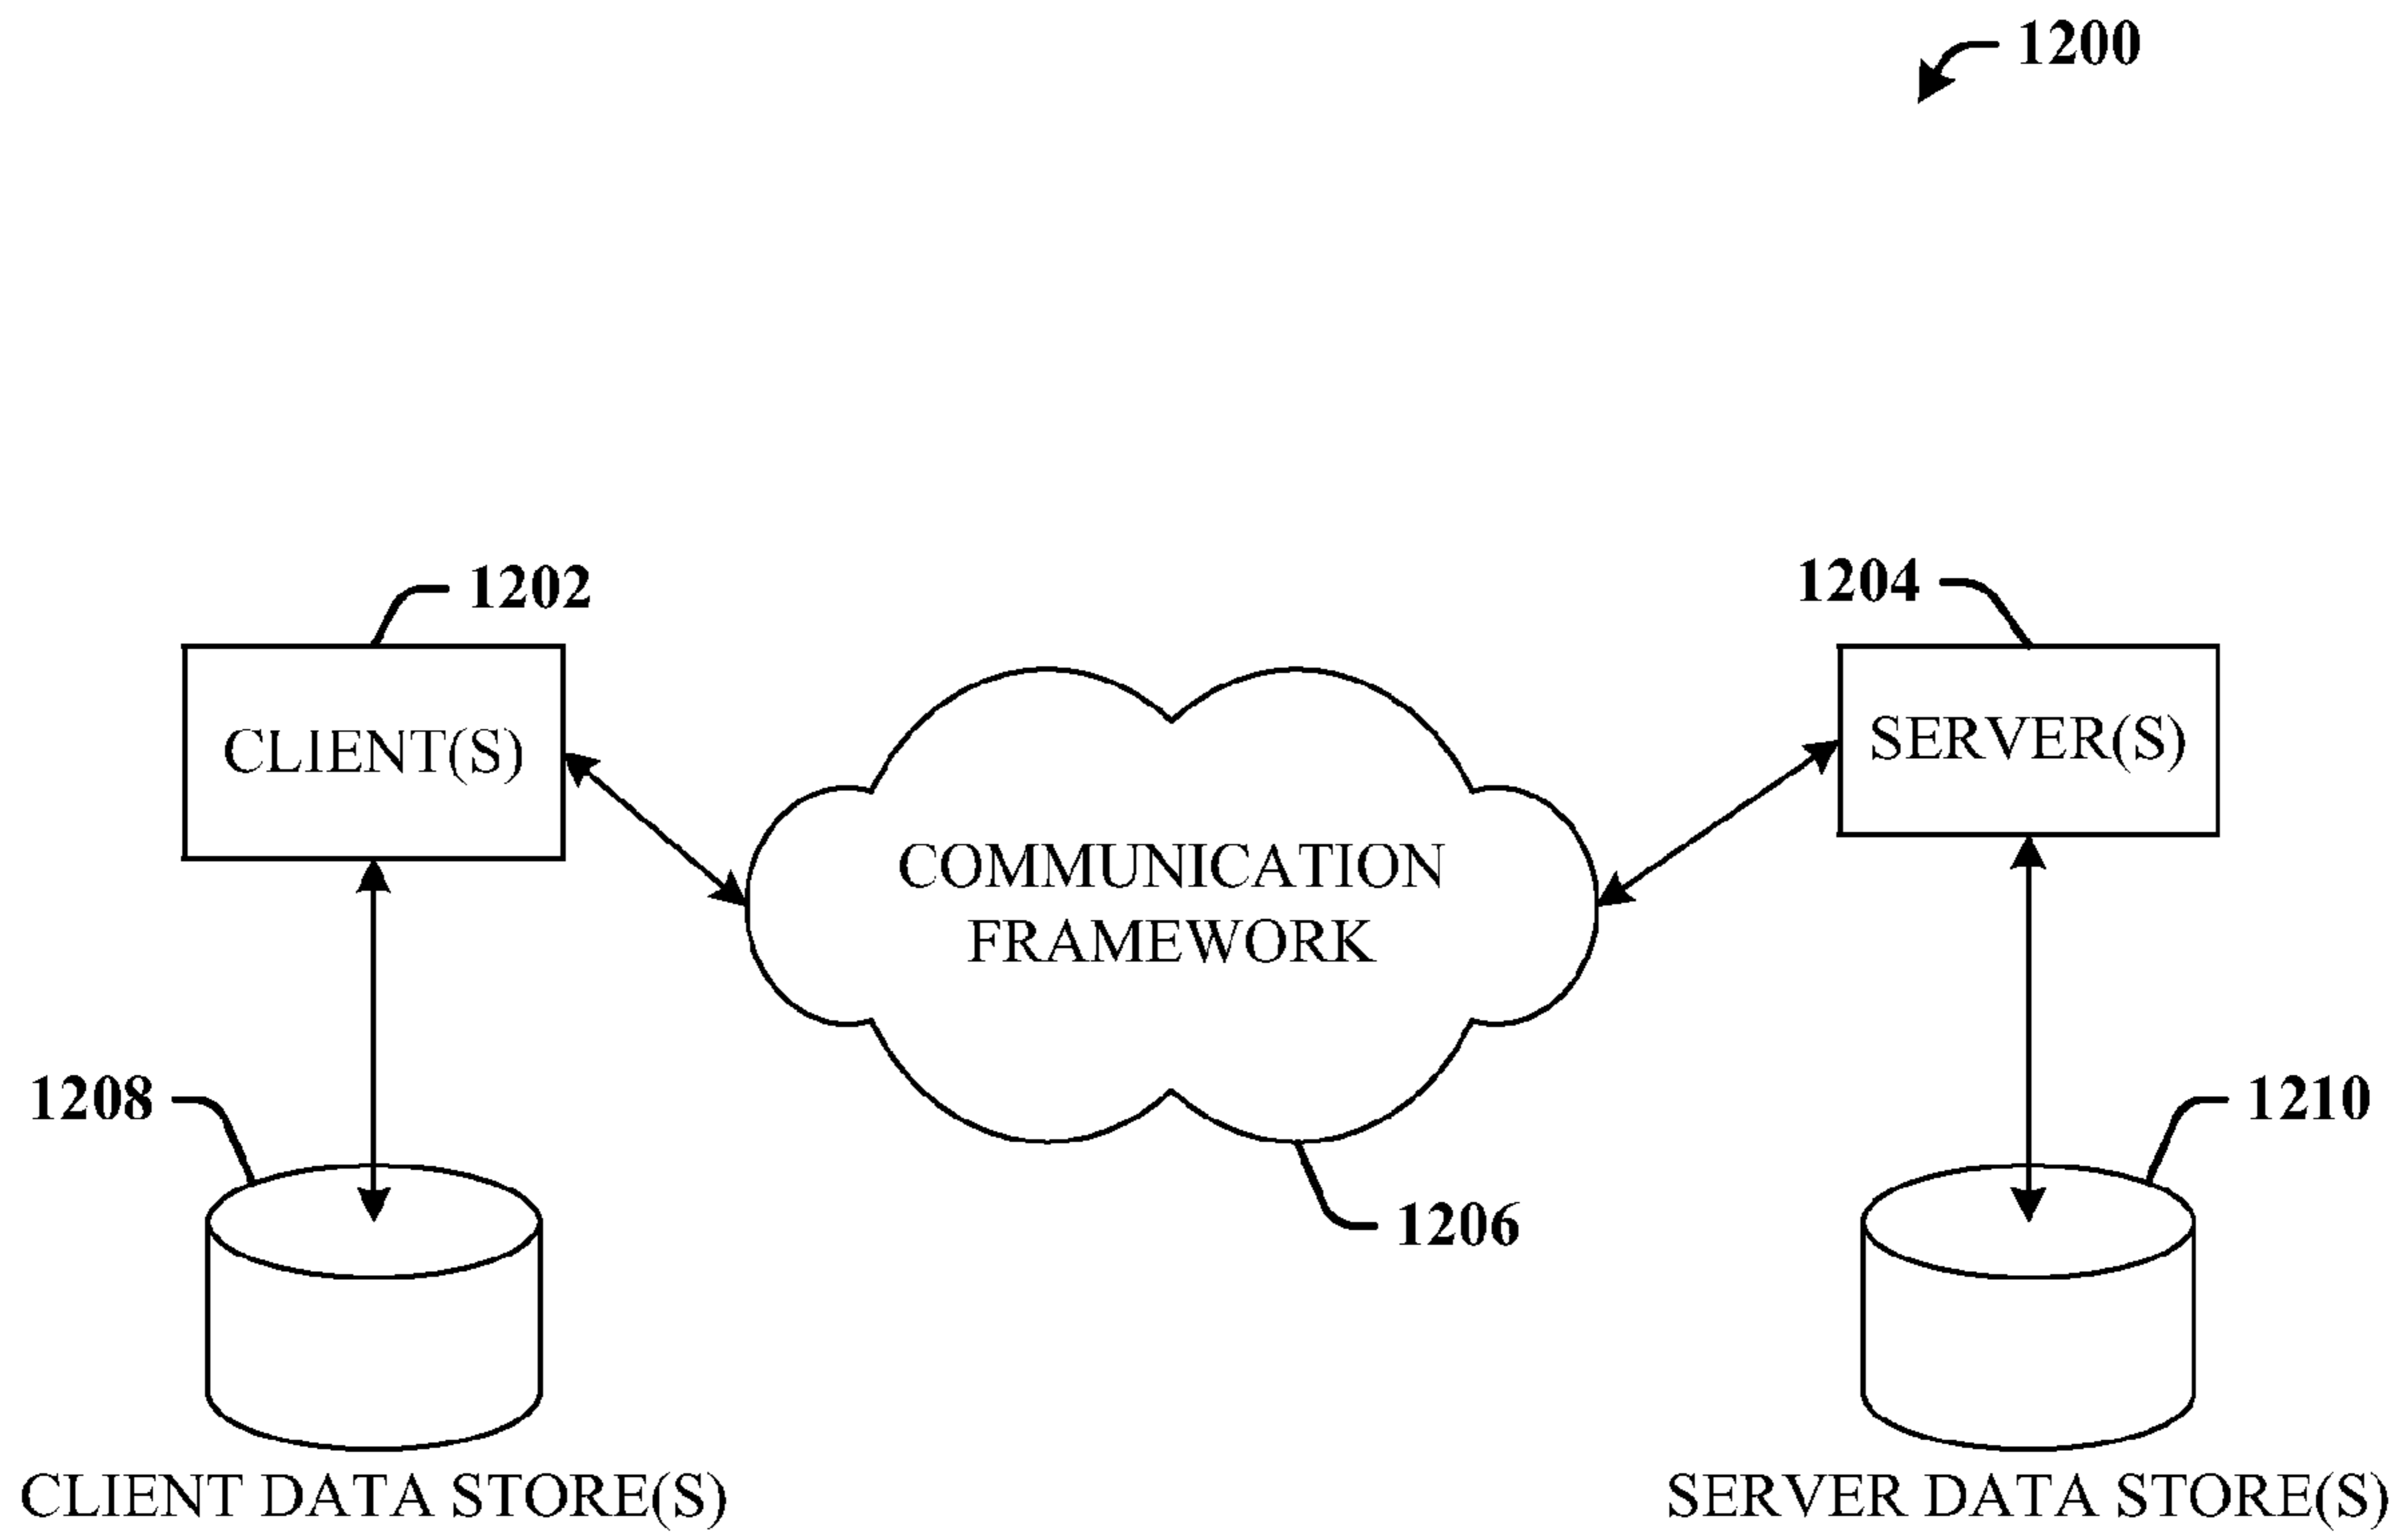 1200
1202
1204
CLIENT(S)
SERVER(S)
COMMUNICATION
FRAMEWORK
1208
1210
1206
CLIENT DATA STORE(S)
SERVER DATA STORE(S)